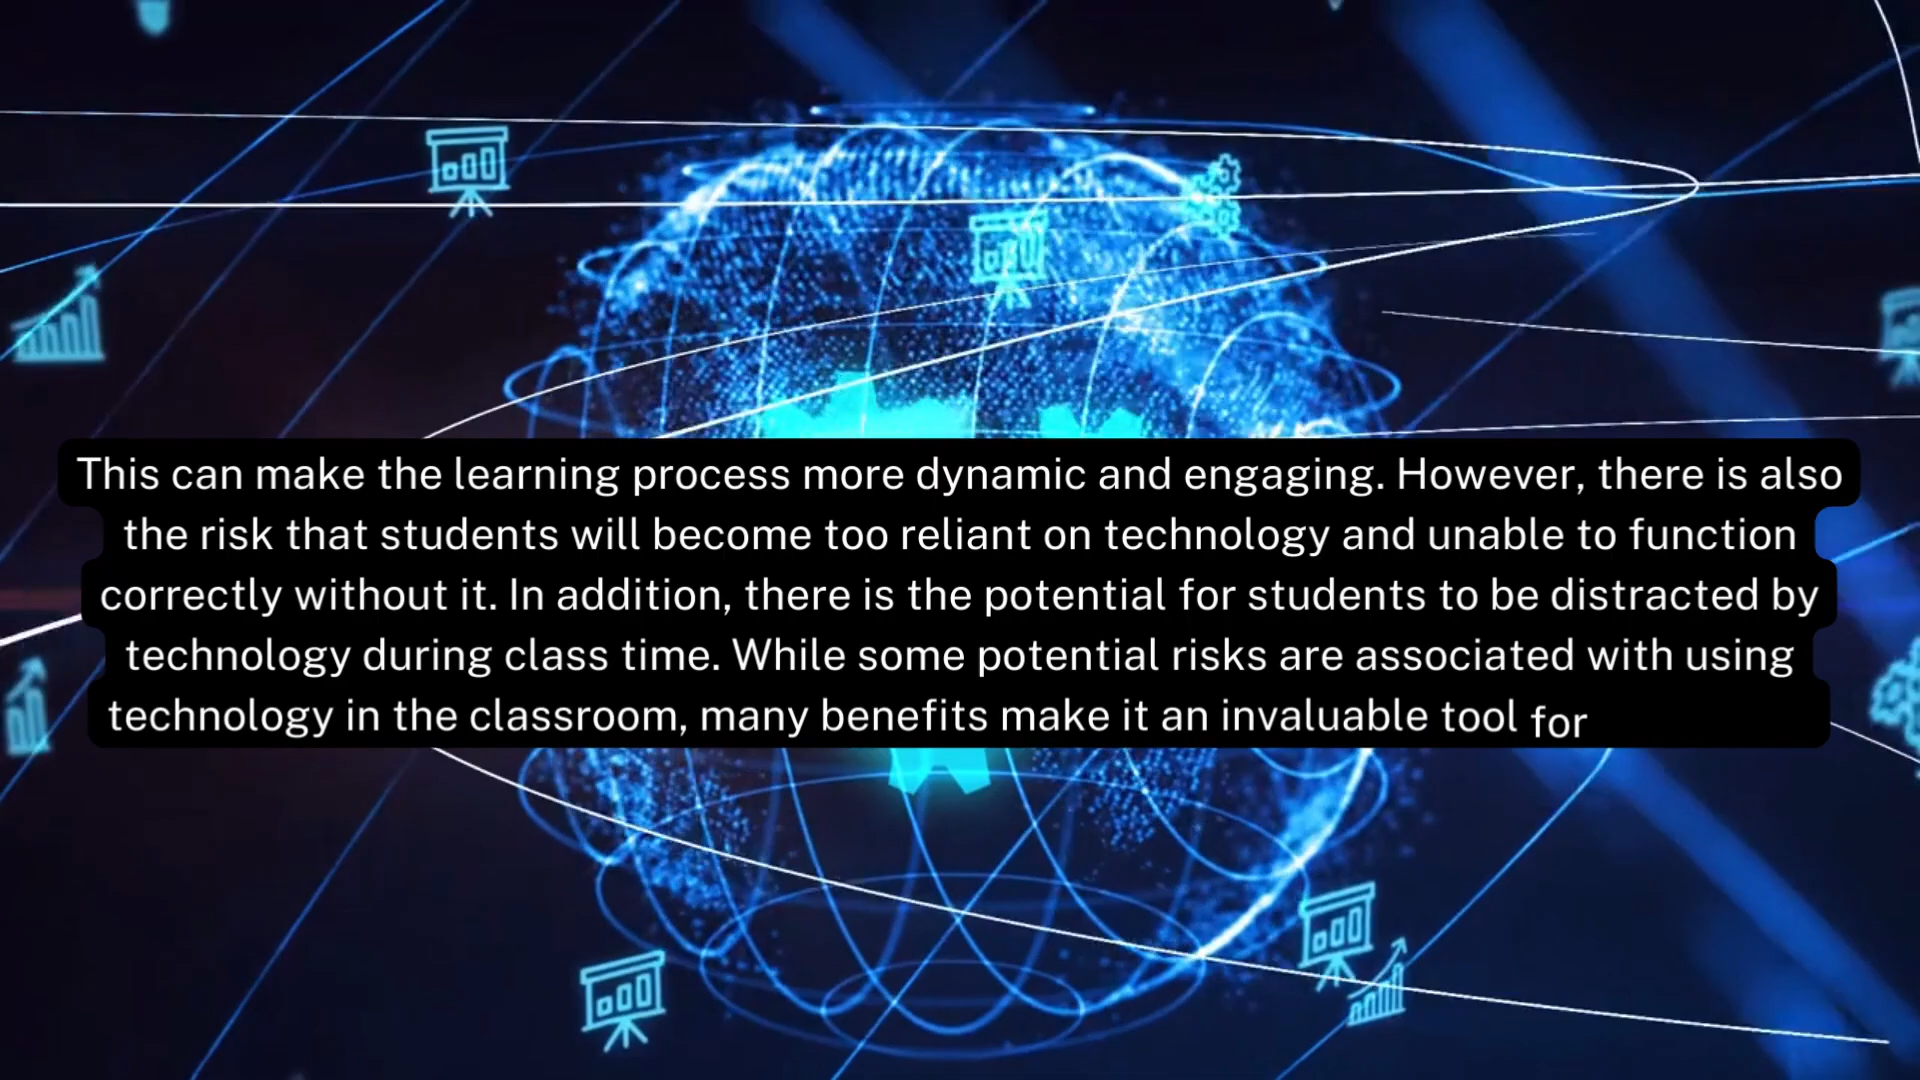 This can make the learning process more dynamic and engaging. However, there is also
the risk that students will become too reliant on technology and unable to function
correctly without it. In addition, there is the potential for students to be distracted by
technology during class time. While some potential risks are associated with using
technology in the classroom, many benefits make it an invaluable tool for